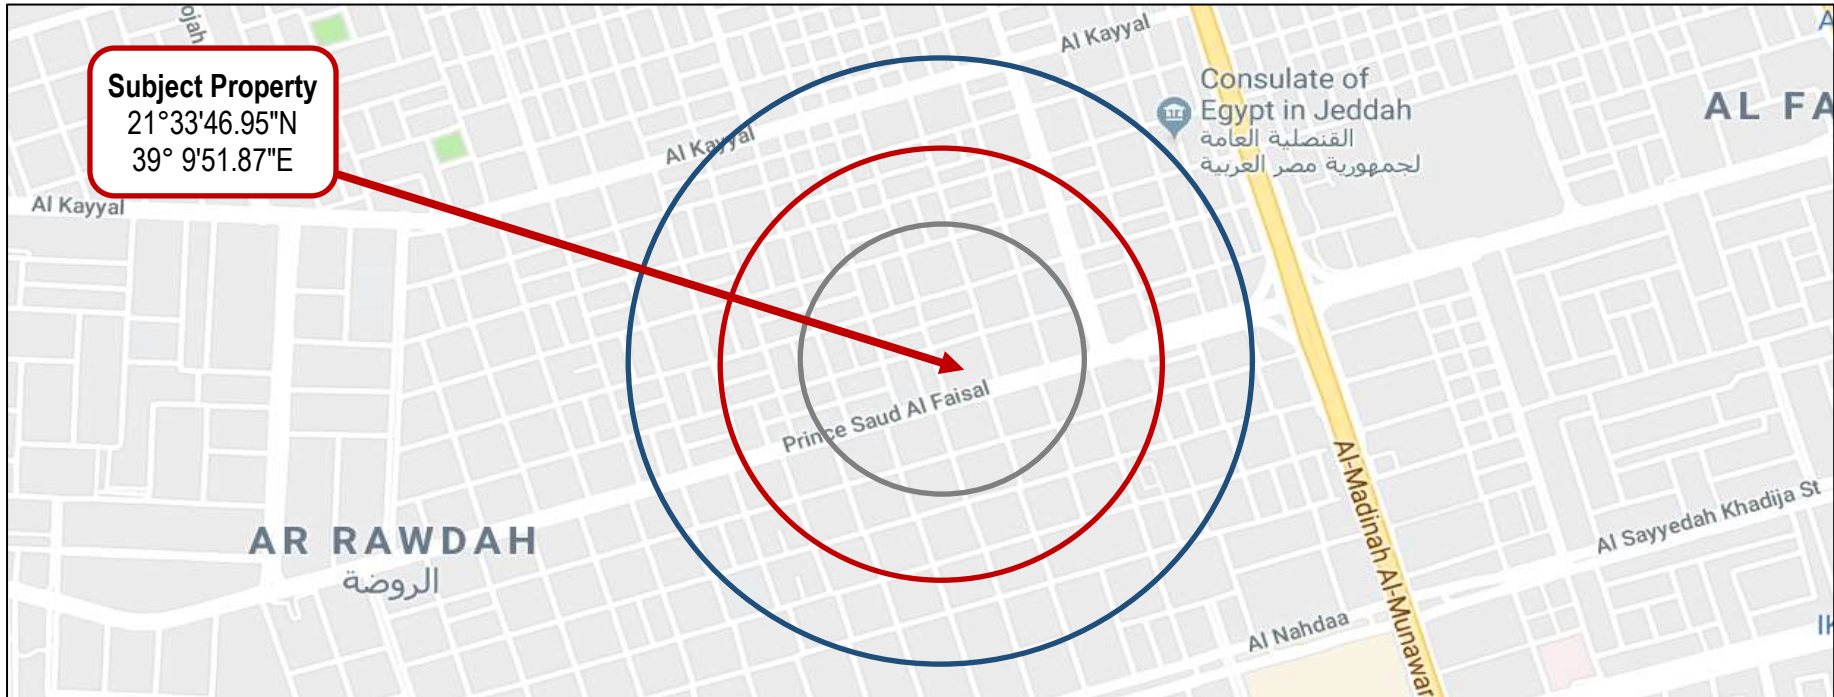 ojah
Al Kayyal
Subject Property
21°33'46.95"N
39° 9'51.87"E
Al Kayyal
Al Kayyal
Consulate of
Egypt in Jeddah
القنصلية العامة
لجمهورية مصر العربية
AL FA
A
Prince Saud Al Faisal
AR RAWDAH
الروضة
Al-Madinah Al-Munawar
Al Sayyedah Khadija St
Al Nahdaa